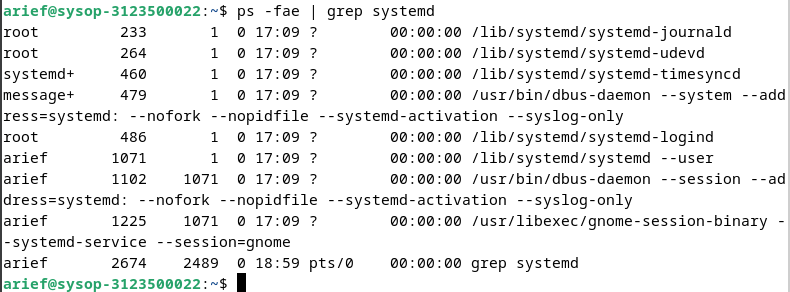 arief@sysop-3123500022:~$ ps -fae | grep systemd
root         233       1  0 17:09 ?        00:00:00 /lib/systemd/systemd-journald
root         264       1  0 17:09 ?        00:00:00 /lib/systemd/systemd-udevd
systemd+     460       1  0 17:09 ?        00:00:00 /lib/systemd/systemd-timesyncd
message+     479       1  0 17:09 ?        00:00:00 /usr/bin/dbus-daemon --system --add
ress=systemd: --nofork --nopidfile --systemd-activation --syslog-only
root         486       1  0 17:09 ?        00:00:00 /lib/systemd/systemd-logind
arief       1071       1  0 17:09 ?        00:00:00 /lib/systemd/systemd --user
arief       1102    1071  0 17:09 ?        00:00:00 /usr/bin/dbus-daemon --session --ad
dress=systemd: --nofork --nopidfile --systemd-activation --syslog-only
arief       1225    1071  0 17:09 ?        00:00:00 /usr/libexec/gnome-session-binary -
-systemd-service --session=gnome
arief       2674    2489  0 18:59 pts/0    00:00:00 grep systemd
arief@sysop-3123500022:~$